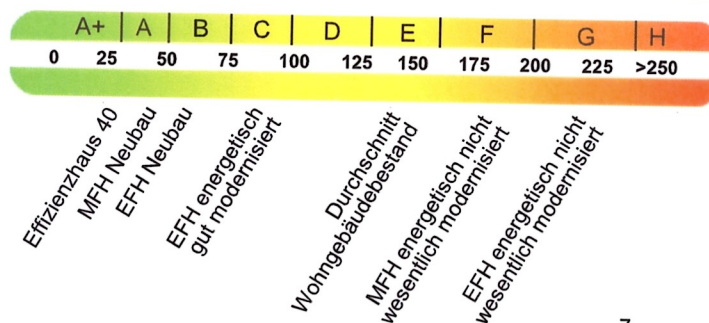 A+ A B C D E F G H
0 25 50 75 100 125 150 175 200 225 >250
Effizienzhaus 40
MFH Neubau
EFH Neubau
EFH energetisch
gut modernisiert
Durchschnitt
Wohngebäudebestand
MFH energetisch nicht
wesentlich modernisiert
EFH energetisch nicht
wesentlich modernisiert
7